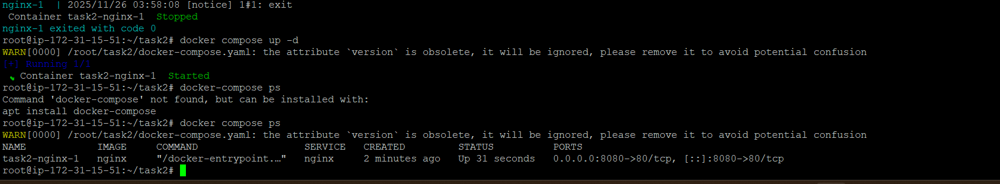 nginx-1  | 2025/11/26 03:58:08 [notice] 1#1: exit
 Container task2-nginx-1  Stopped
nginx-1 exited with code 0
root@ip-172-31-15-51:~/task2# docker compose up -d
WARN[0000] /root/task2/docker-compose.yaml: the attribute `version` is obsolete, it will be ignored, please remove it to avoid potential confusion
[+] Running 1/1
 ✔ Container task2-nginx-1  Started
root@ip-172-31-15-51:~/task2# docker-compose ps
Command 'docker-compose' not found, but can be installed with:
apt install docker-compose
root@ip-172-31-15-51:~/task2# docker compose ps
WARN[0000] /root/task2/docker-compose.yaml: the attribute `version` is obsolete, it will be ignored, please remove it to avoid potential confusion
NAME            IMAGE     COMMAND                  SERVICE   CREATED         STATUS          PORTS
task2-nginx-1   nginx     "/docker-entrypoint.…"   nginx     2 minutes ago   Up 31 seconds   0.0.0.0:8080->80/tcp, [::]:8080->80/tcp
root@ip-172-31-15-51:~/task2#